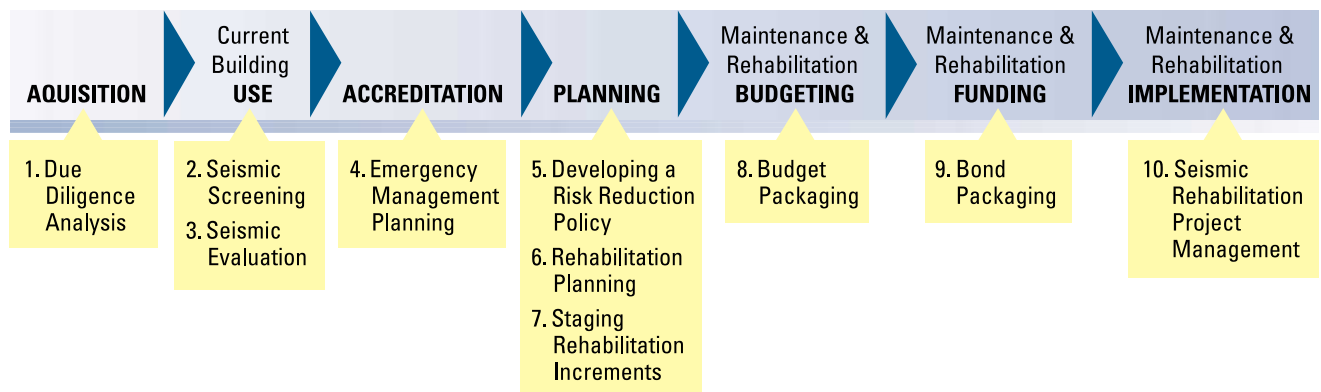 AQUISITION
Current
Building
USE
ACCREDITATION
PLANNING
Maintenance &
Rehabilitation
BUDGETING
Maintenance &
Rehabilitation
FUNDING
Maintenance &
Rehabilitation
IMPLEMENTATION
1. Due
Diligence
Analysis
2. Seismic
Screening
3. Seismic
Evaluation
4. Emergency
Management
Planning
5. Developing a
Risk Reduction
Policy
6. Rehabilitation
Planning
7. Staging
Rehabilitation
Increments
8. Budget
Packaging
9. Bond
Packaging
10. Seismic
Rehabilitation
Project
Management